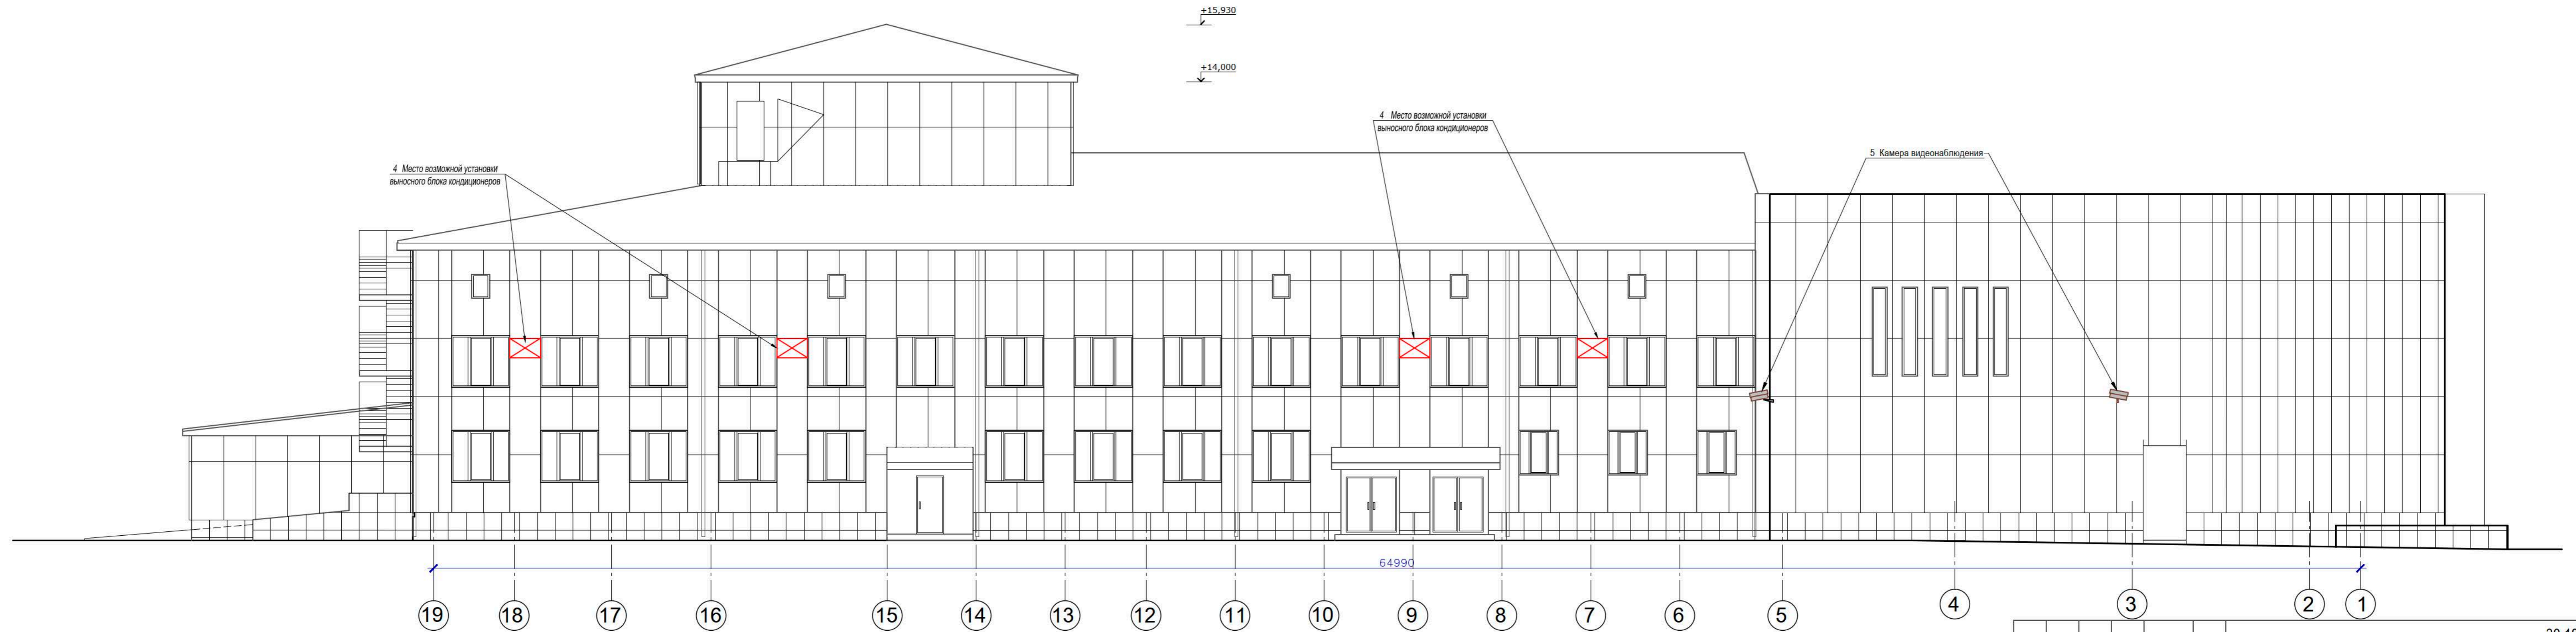 +15,930
+14,000
4 Место возможной установки
выносного блока кондиционеров
4 Место возможной установки
выносного блока кондиционеров
5 Камера видеонаблюдения
64990
19 18 17 16 15 14 13 12 11 10 9 8 7 6 5 4 3 2 1